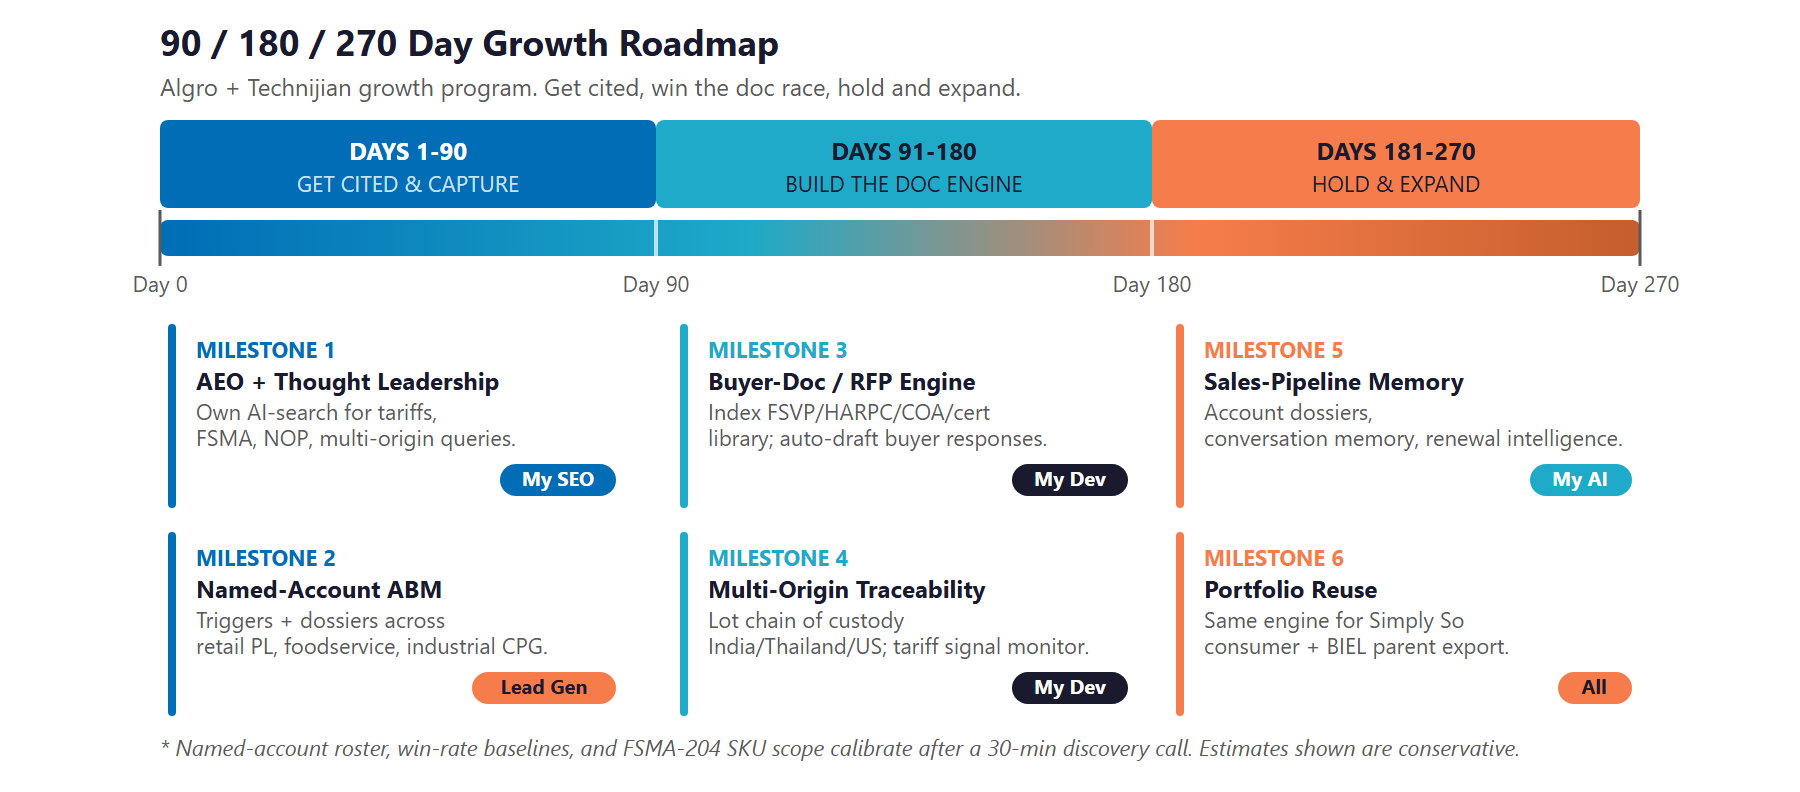 90 / 180 / 270 Day Growth Roadmap
Algro + Technijian growth program. Get cited, win the doc race, hold and expand.
DAYS 1-90
GET CITED & CAPTURE
DAYS 91-180
BUILD THE DOC ENGINE
DAYS 181-270
HOLD & EXPAND
Day 0
Day 90
Day 180
Day 270
MILESTONE 1
AEO + Thought Leadership
Own AI-search for tariffs,
FSMA, NOP, multi-origin queries.
My SEO
MILESTONE 3
Buyer-Doc / RFP Engine
Index FSVP/HARPC/COA/cert
library; auto-draft buyer responses.
My Dev
MILESTONE 5
Sales-Pipeline Memory
Account dossiers,
conversation memory, renewal intelligence.
My AI
MILESTONE 2
Named-Account ABM
Triggers + dossiers across
retail PL, foodservice, industrial CPG.
Lead Gen
MILESTONE 4
Multi-Origin Traceability
Lot chain of custody
India/Thailand/US; tariff signal monitor.
My Dev
MILESTONE 6
Portfolio Reuse
Same engine for Simply So
consumer + BIEL parent export.
All
* Named-account roster, win-rate baselines, and FSMA-204 SKU scope calibrate after a 30-min discovery call. Estimates shown are conservative.